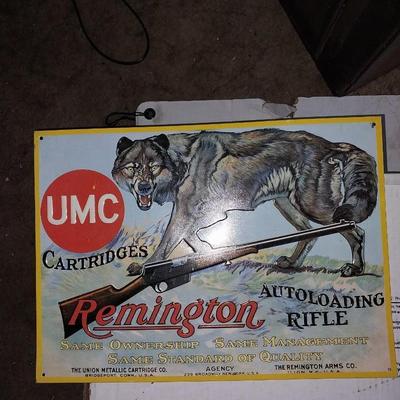 UMC
CARTRIDGES
Remington
AUTOLOADING
RIFLE
SAME OWNERSHIP SAME MANAGEMENT
SAME STANDARD OF QUALITY
THE UNION METALLIC CARTRIDGE CO. AGENCY THE REMINGTON ARMS CO.
BRIDGEPORT, CONN., U.S.A. BROADWAY U.S.A. U.S.A.